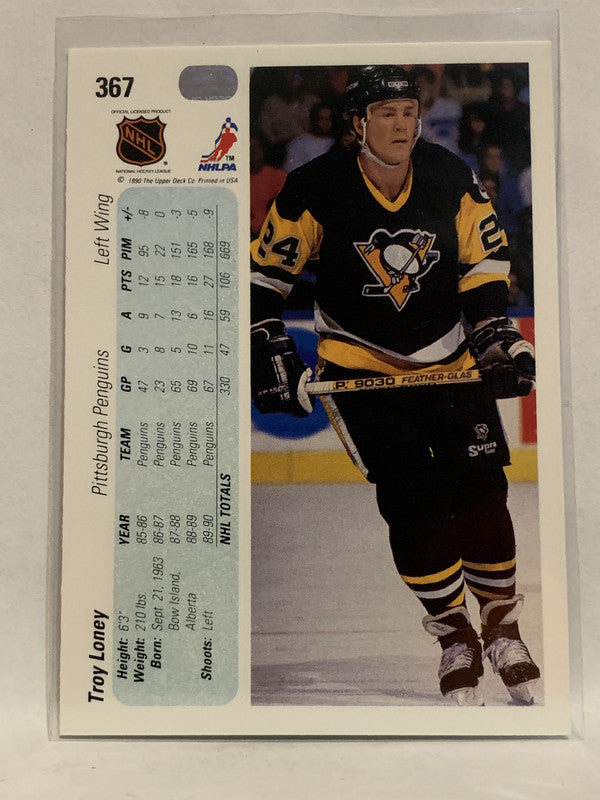 367
OFFICIAL LICENSED PRODUCT
NHL
®
NATIONAL HOCKEY LEAGUE
NHLPA
TM
© 1990 The Upper Deck Co. Printed in USA
Troy Loney Pittsburgh Penguins Left Wing
Height: 6'3"
Weight: 210 lbs
Born: Sept. 21, 1963
Bow Island,
Alberta
Shoots: Left
YEAR TEAM GP G A PTS PIM +/-
85-86 Penguins 47 3 9 12 95 -8
86-87 Penguins 23 8 7 15 22 0
87-88 Penguins 65 5 13 18 151 -3
88-89 Penguins 69 10 6 16 165 -5
89-90 Penguins 67 11 16 27 168 -9
NHL TOTALS 330 47 59 106 669
24
2
P. 9030 FEATHER-GLAS
Supra